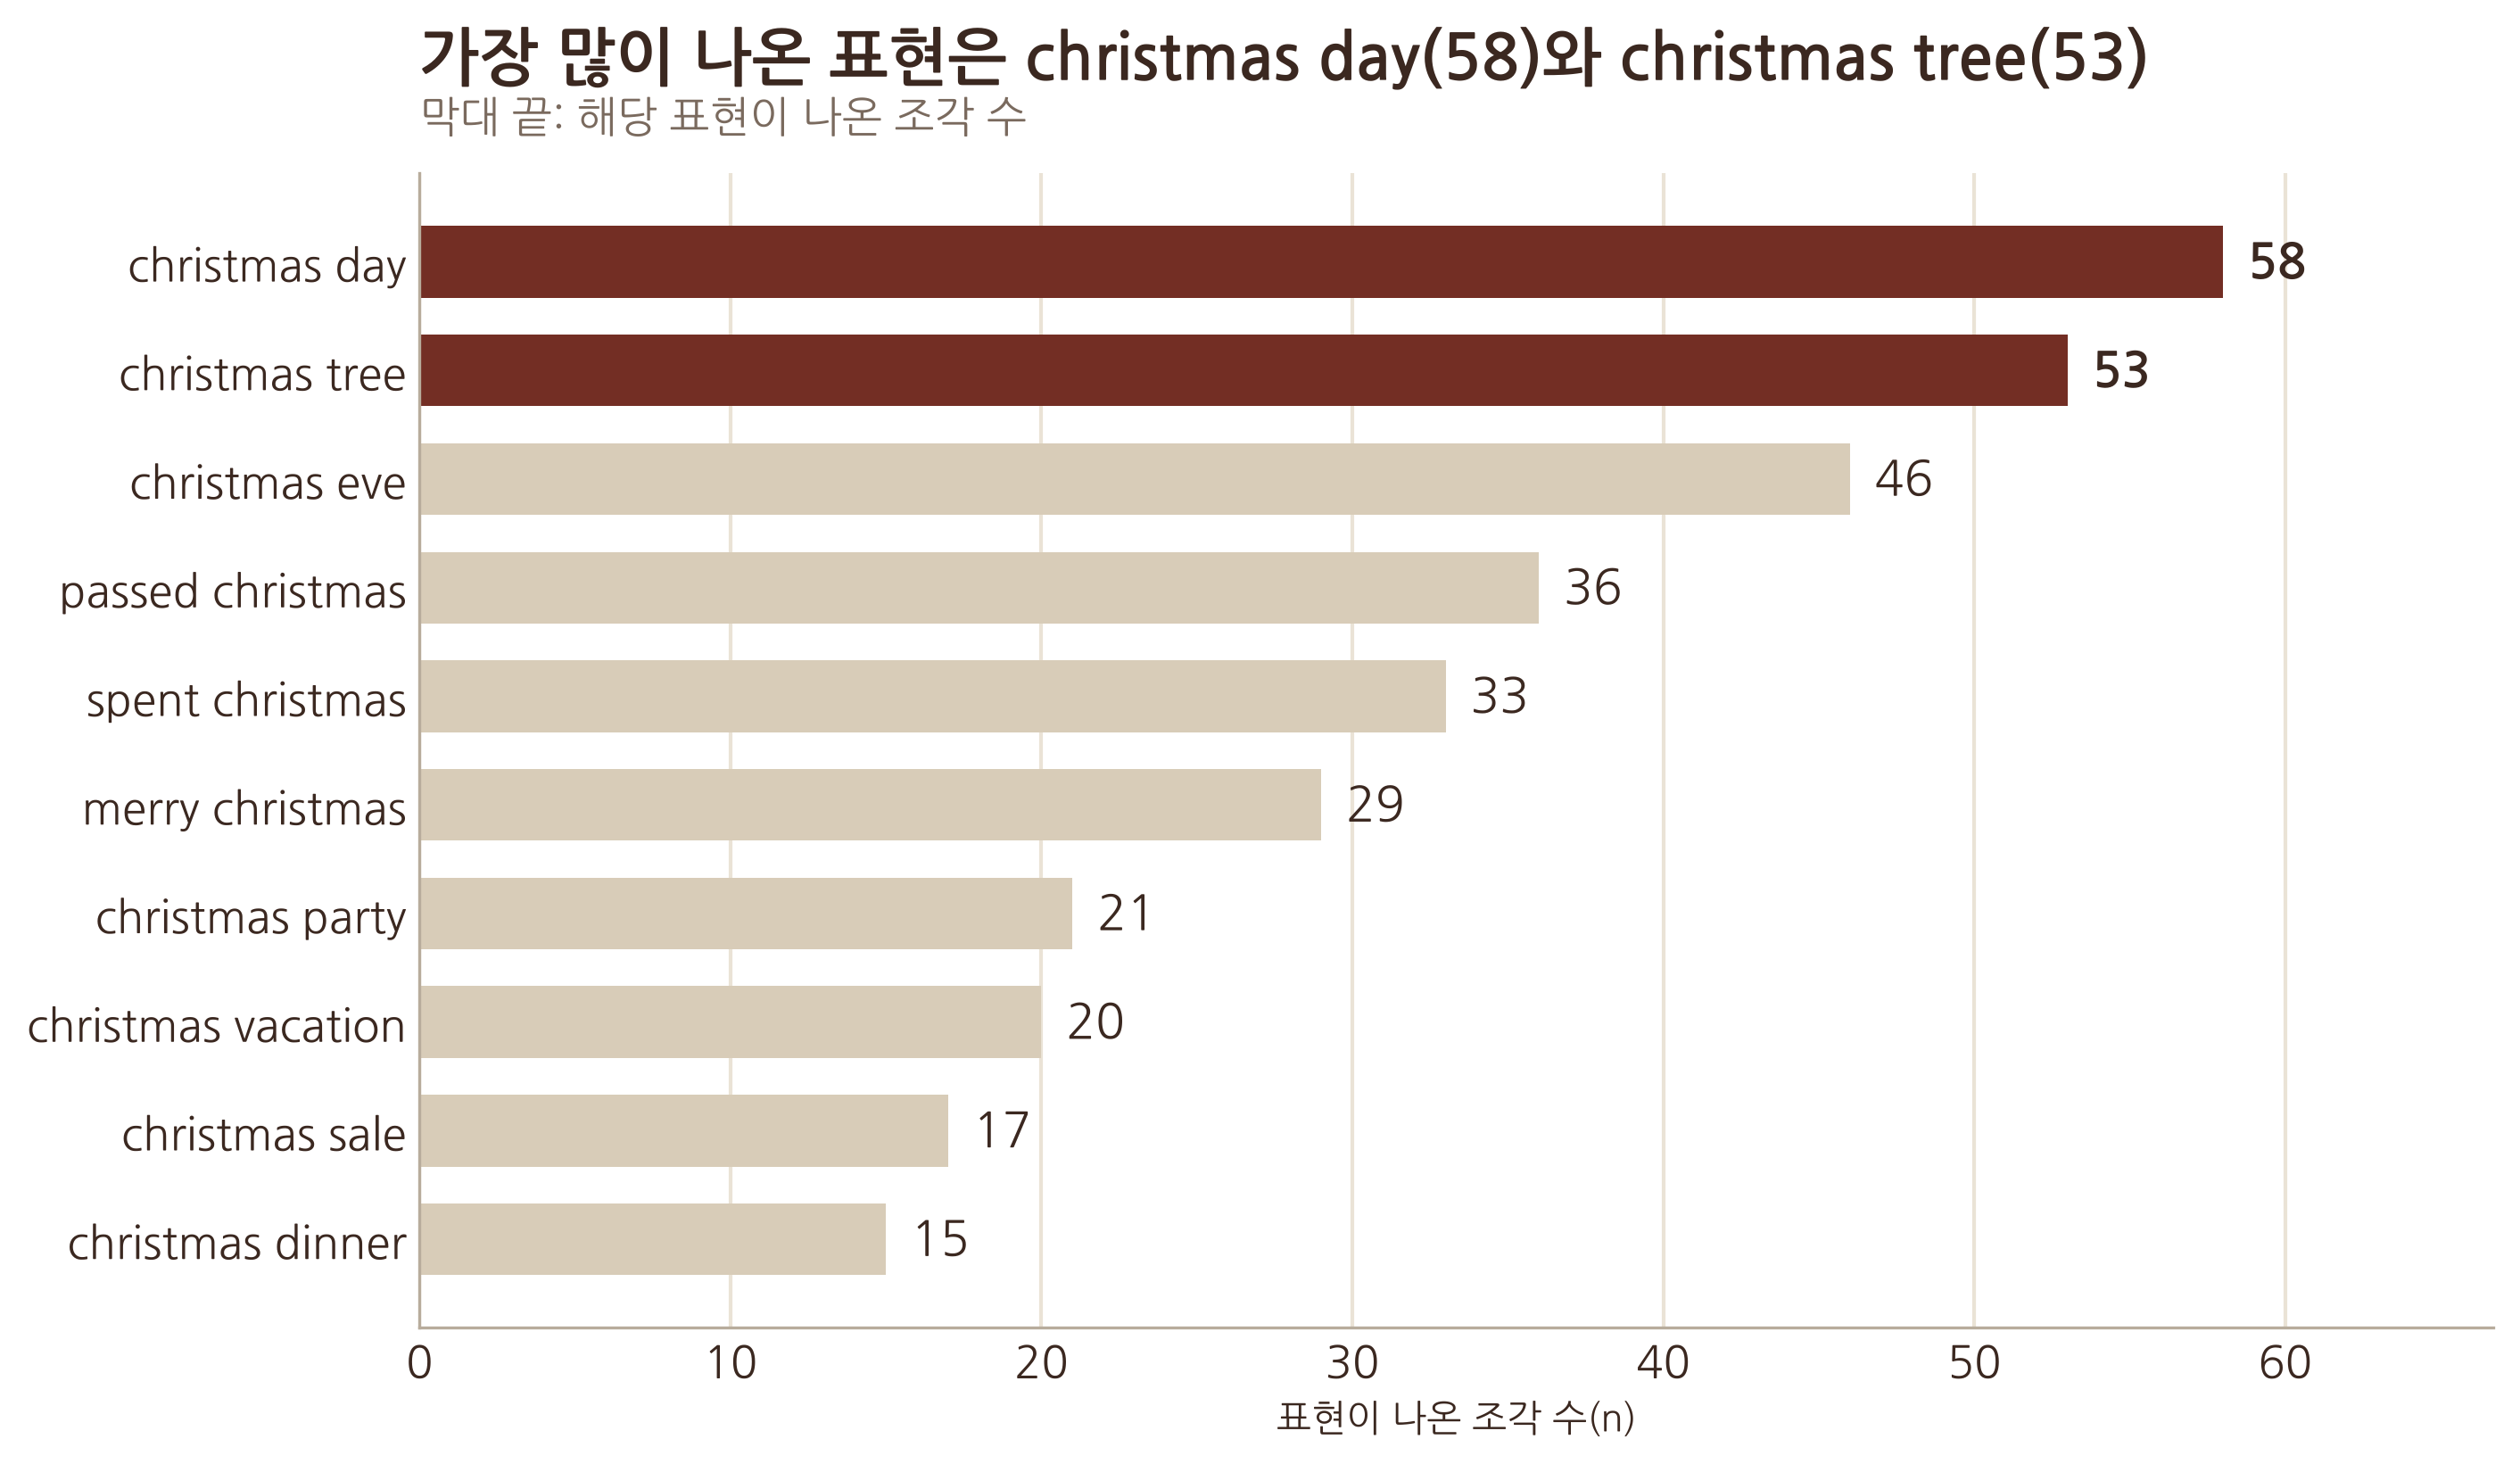 가장 많이 나온 표현은 christmas day(58)와 christmas tree(53)
막대 끝: 해당 표현이 나온 조각 수
christmas day 58
christmas tree 53
christmas eve 46
passed christmas 36
spent christmas 33
merry christmas 29
christmas party 21
christmas vacation 20
christmas sale 17
christmas dinner 15
0 10 20 30 40 50 60
표현이 나온 조각 수(n)